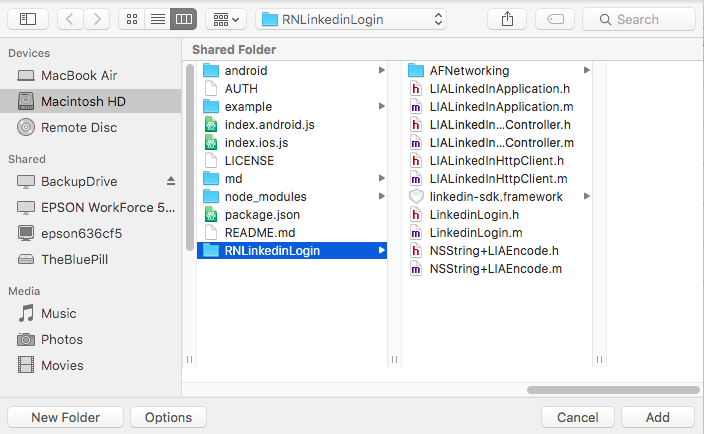 RNLinkedinLogin
Search
Devices
MacBook Air
Macintosh HD
Remote Disc
Shared
BackupDrive
EPSON WorkForce 5...
epson636cf5
TheBluePill
Media
Music
Photos
Movies
Shared Folder
android
AUTH
example
index.android.js
index.ios.js
LICENSE
md
node_modules
package.json
README.md
RNLinkedinLogin
AFNetworking
LIALinkedInApplication.h
LIALinkedInApplication.m
LIALinkedIn...Controller.h
LIALinkedIn...Controller.m
LIALinkedInHttpClient.h
LIALinkedInHttpClient.m
linkedin-sdk.framework
LinkedinLogin.h
LinkedinLogin.m
NSString+LIAEncode.h
NSString+LIAEncode.m
New Folder
Options
Cancel
Add